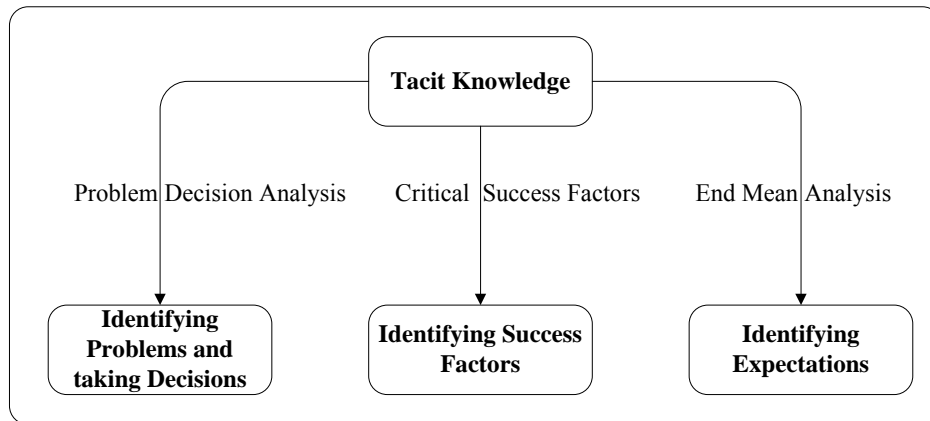 Tacit Knowledge
Problem Decision Analysis
Critical Success Factors
End Mean Analysis
Identifying
Problems and
taking Decisions
Identifying Success
Factors
Identifying
Expectations